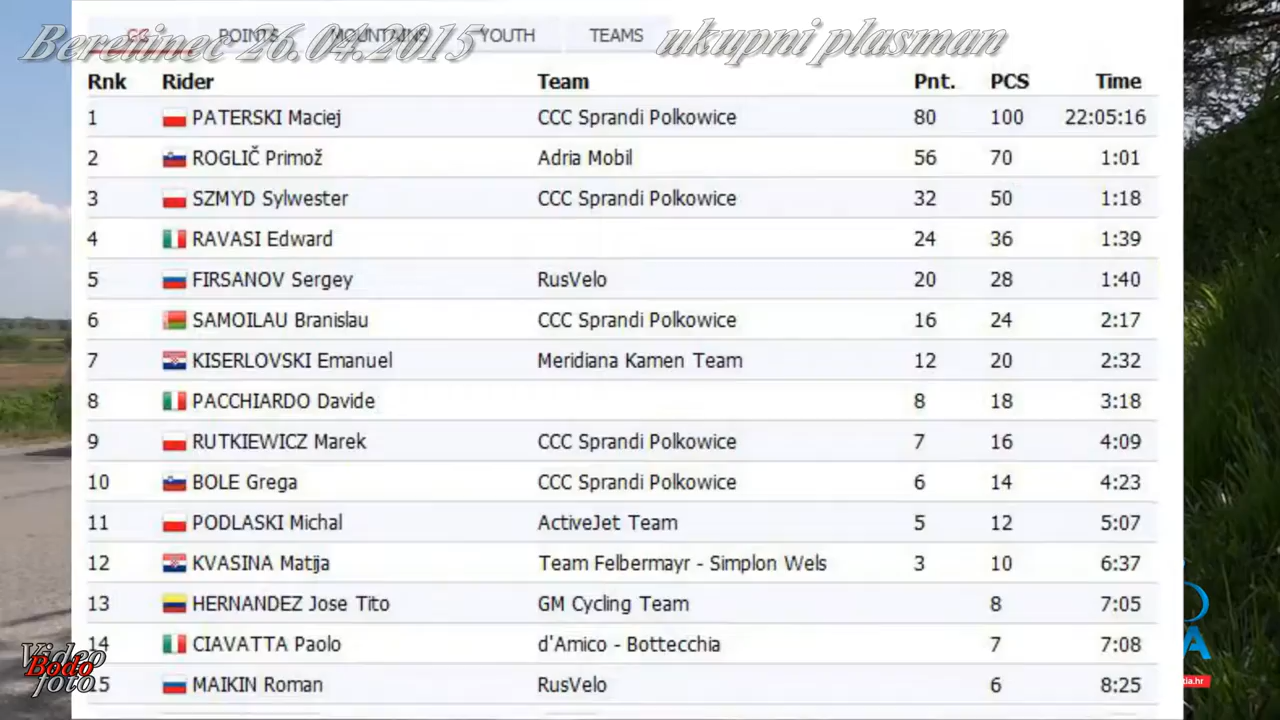 Bereninec 26.04.2015 ukupni plasman
GC POINTS MOUNTAINS YOUTH TEAMS
Rnk Rider Team Pnt. PCS Time
1 PATERSKI Maciej CCC Sprandi Polkowice 80 100 22:05:16
2 ROGLIČ Primož Adria Mobil 56 70 1:01
3 SZMYD Sylwester CCC Sprandi Polkowice 32 50 1:18
4 RAVASI Edward 24 36 1:39
5 FIRSANOV Sergey RusVelo 20 28 1:40
6 SAMOILAU Branislau CCC Sprandi Polkowice 16 24 2:17
7 KISERLOVSKI Emanuel Meridiana Kamen Team 12 20 2:32
8 PACCHIARDO Davide 8 18 3:18
9 RUTKIEWICZ Marek CCC Sprandi Polkowice 7 16 4:09
10 BOLE Grega CCC Sprandi Polkowice 6 14 4:23
11 PODLASKI Michal ActiveJet Team 5 12 5:07
12 KVASINA Matija Team Felbermayr - Simplon Wels 3 10 6:37
13 HERNANDEZ Jose Tito GM Cycling Team 8 7:05
14 CIAVATTA Paolo d'Amico - Bottecchia 7 7:08
15 MAIKIN Roman RusVelo 6 8:25
Video
Bodo
foto
A
tia.hr